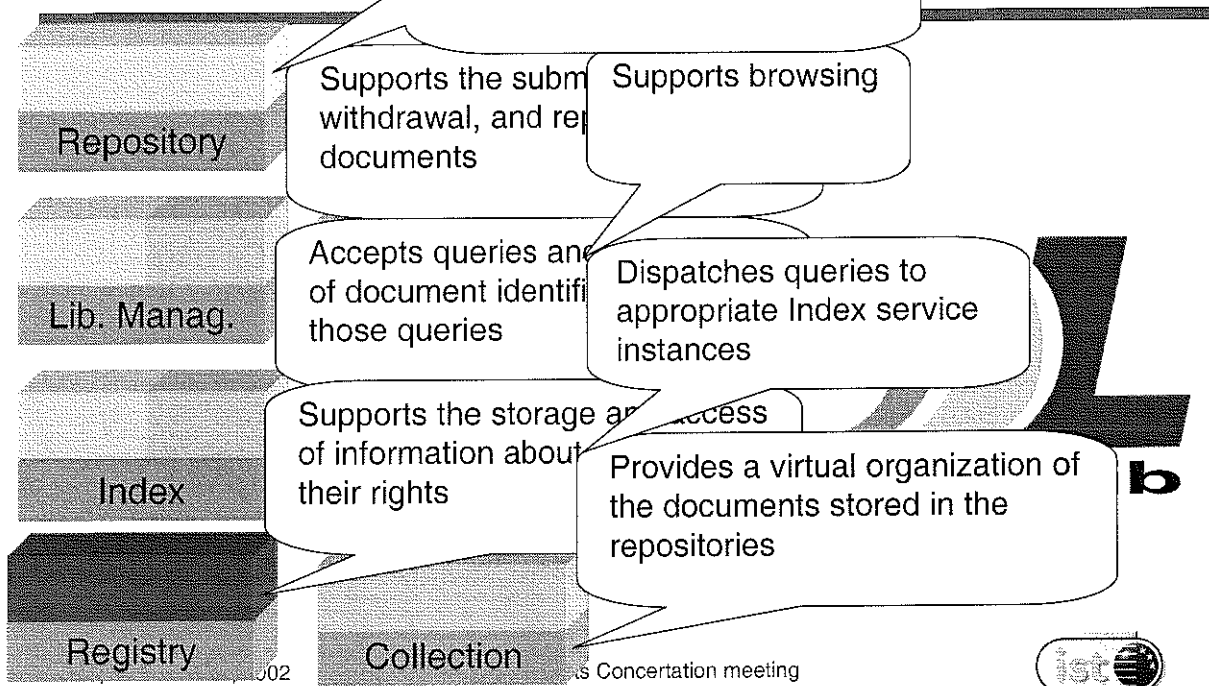 Repository
Supports the subm
withdrawal, and rep
documents
Supports browsing
Lib. Manag.
Accepts queries and
of document identifi
those queries
Dispatches queries to
appropriate Index service
instances
Index
Supports the storage an access
of information about
their rights
Provides a virtual organization of
the documents stored in the
repositories
L
b
Registry
Collection
002
s Concertation meeting
ist